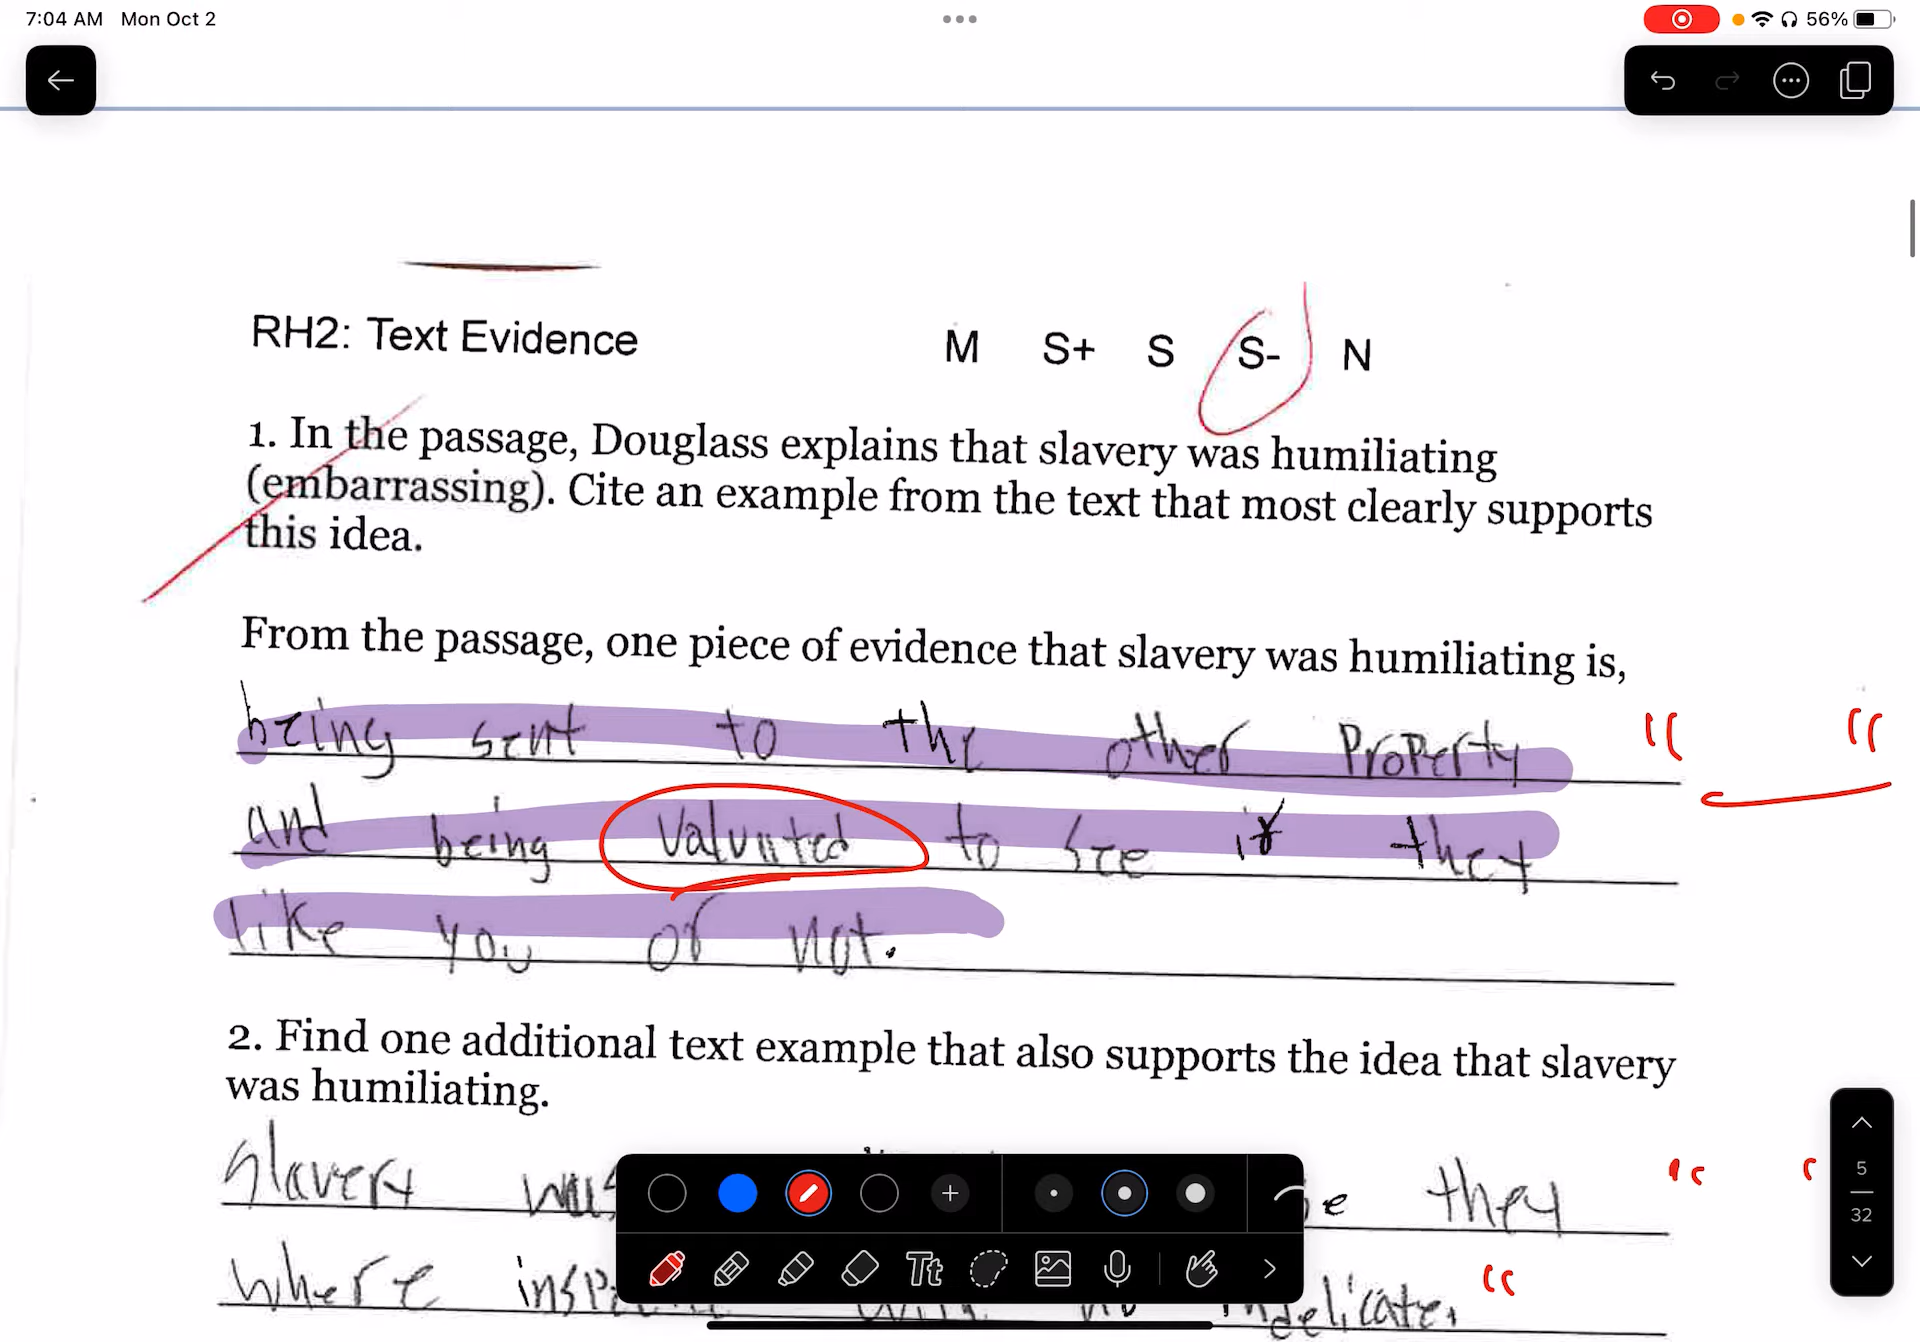 7:04 AM Mon Oct 2
56%
RH2: Text Evidence M S+ S S- N
1. In the passage, Douglass explains that slavery was humiliating
(embarrassing). Cite an example from the text that most clearly supports
this idea.
From the passage, one piece of evidence that slavery was humiliating is,
being sent to the other Property
and being Valunted to see if they
like you or not.
2. Find one additional text example that also supports the idea that slavery
was humiliating.
Slavery was they
where indelicate.
Tt
5
32